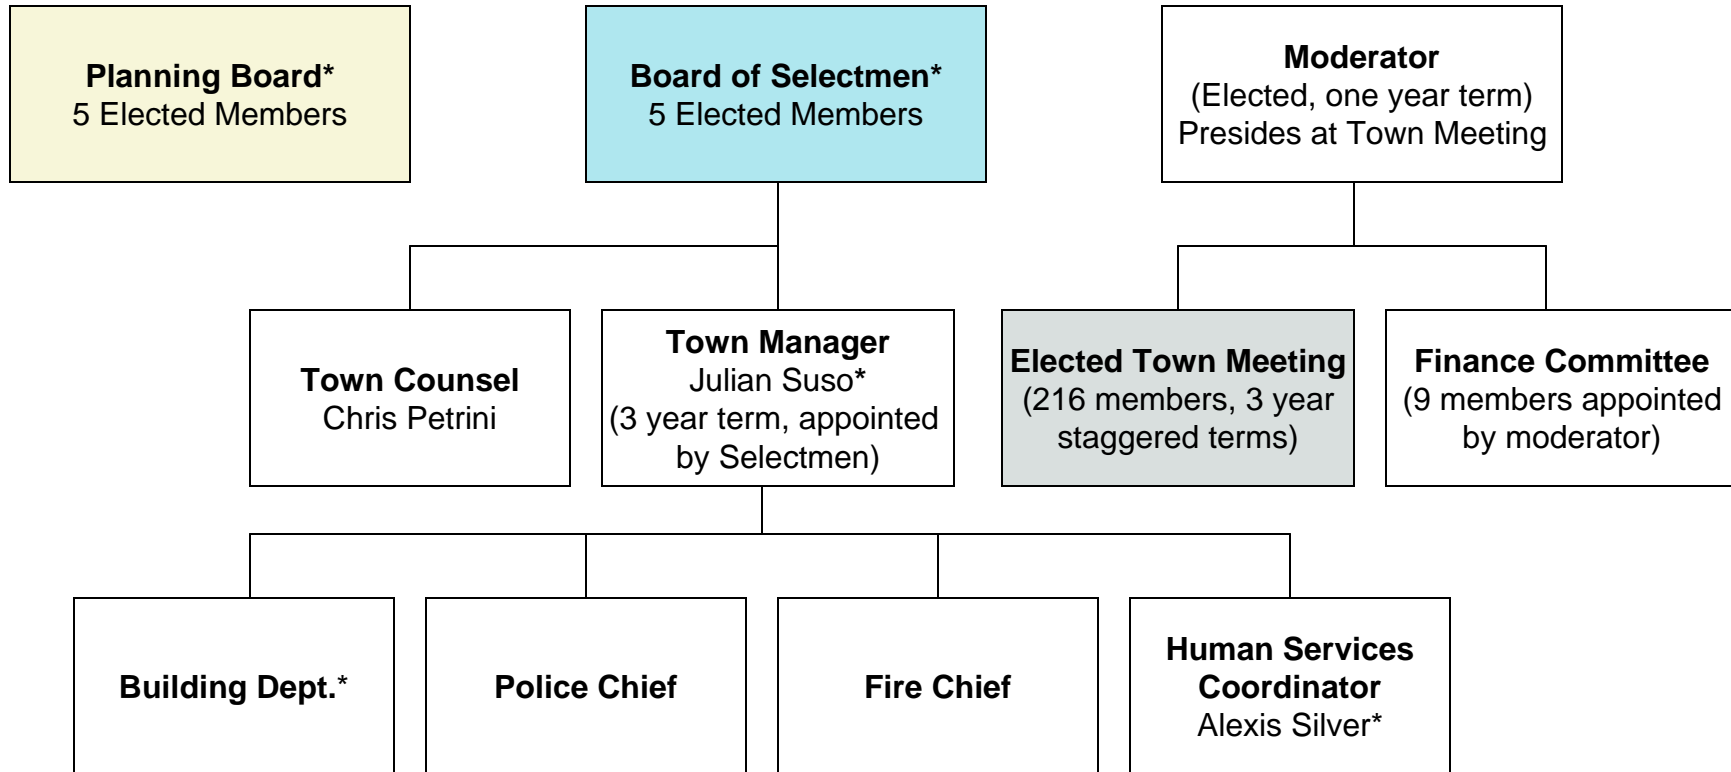 Planning Board*
5 Elected Members
Board of Selectmen*
5 Elected Members
Moderator
(Elected, one year term)
Presides at Town Meeting
Town Counsel
Chris Petrini
Town Manager
Julian Suso*
(3 year term, appointed
by Selectmen)
Elected Town Meeting
(216 members, 3 year
staggered terms)
Finance Committee
(9 members appointed
by moderator)
Building Dept.*
Police Chief
Fire Chief
Human Services
Coordinator
Alexis Silver*